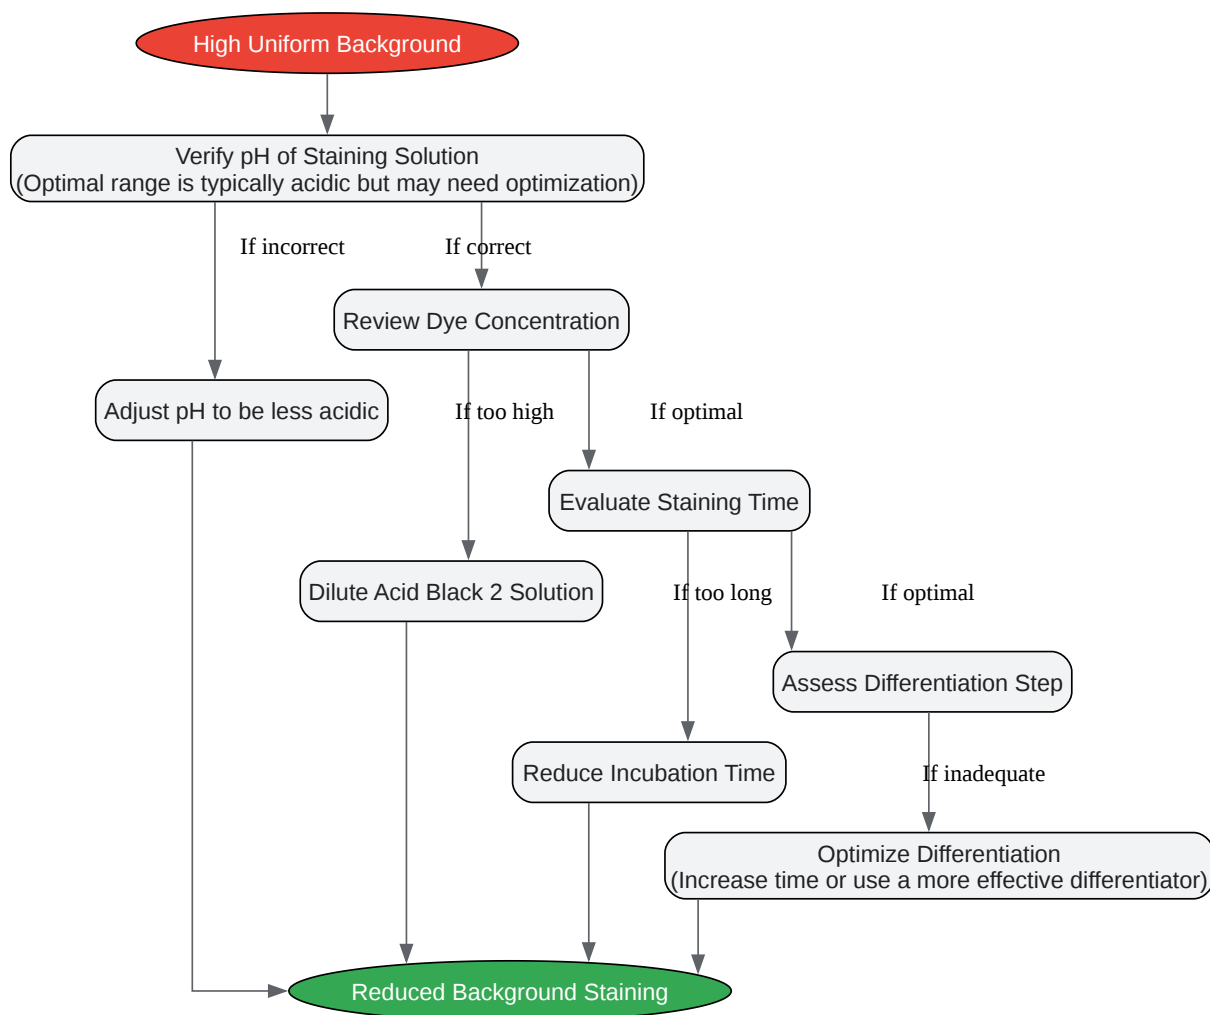 High Uniform Background
Verify pH of Staining Solution
(Optimal range is typically acidic but may need optimization)
If incorrect
If correct
Review Dye Concentration
Adjust pH to be less acidic
If too high
If optimal
Evaluate Staining Time
Dilute Acid Black 2 Solution
If too long
If optimal
Assess Differentiation Step
Reduce Incubation Time
If inadequate
Optimize Differentiation
(Increase time or use a more effective differentiator)
Reduced Background Staining